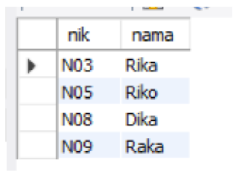 nik nama
N03 Rika
N05 Riko
N08 Dika
N09 Raka